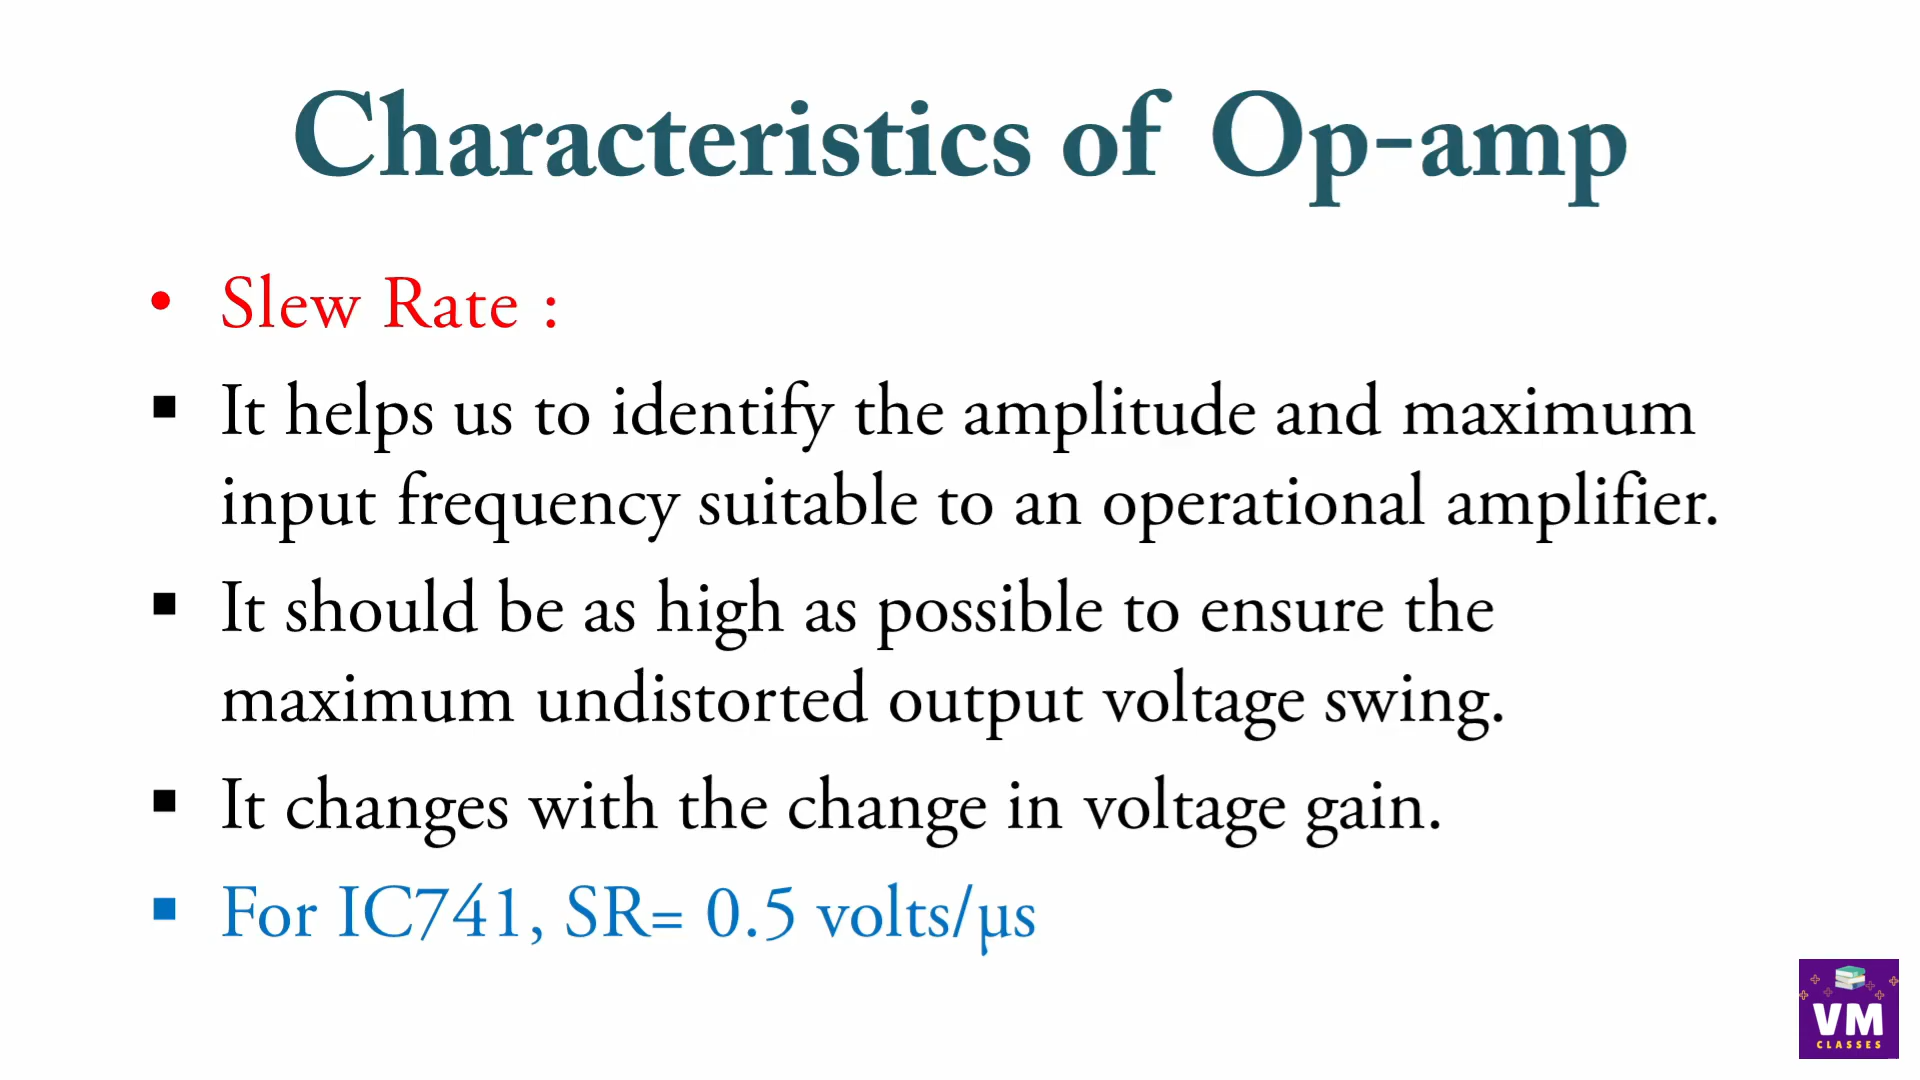 Characteristics of Op-amp
• Slew Rate :
▪ It helps us to identify the amplitude and maximum
input frequency suitable to an operational amplifier.
▪ It should be as high as possible to ensure the
maximum undistorted output voltage swing.
▪ It changes with the change in voltage gain.
▪ For IC741, SR= 0.5 volts/μs
VM
CLASSES